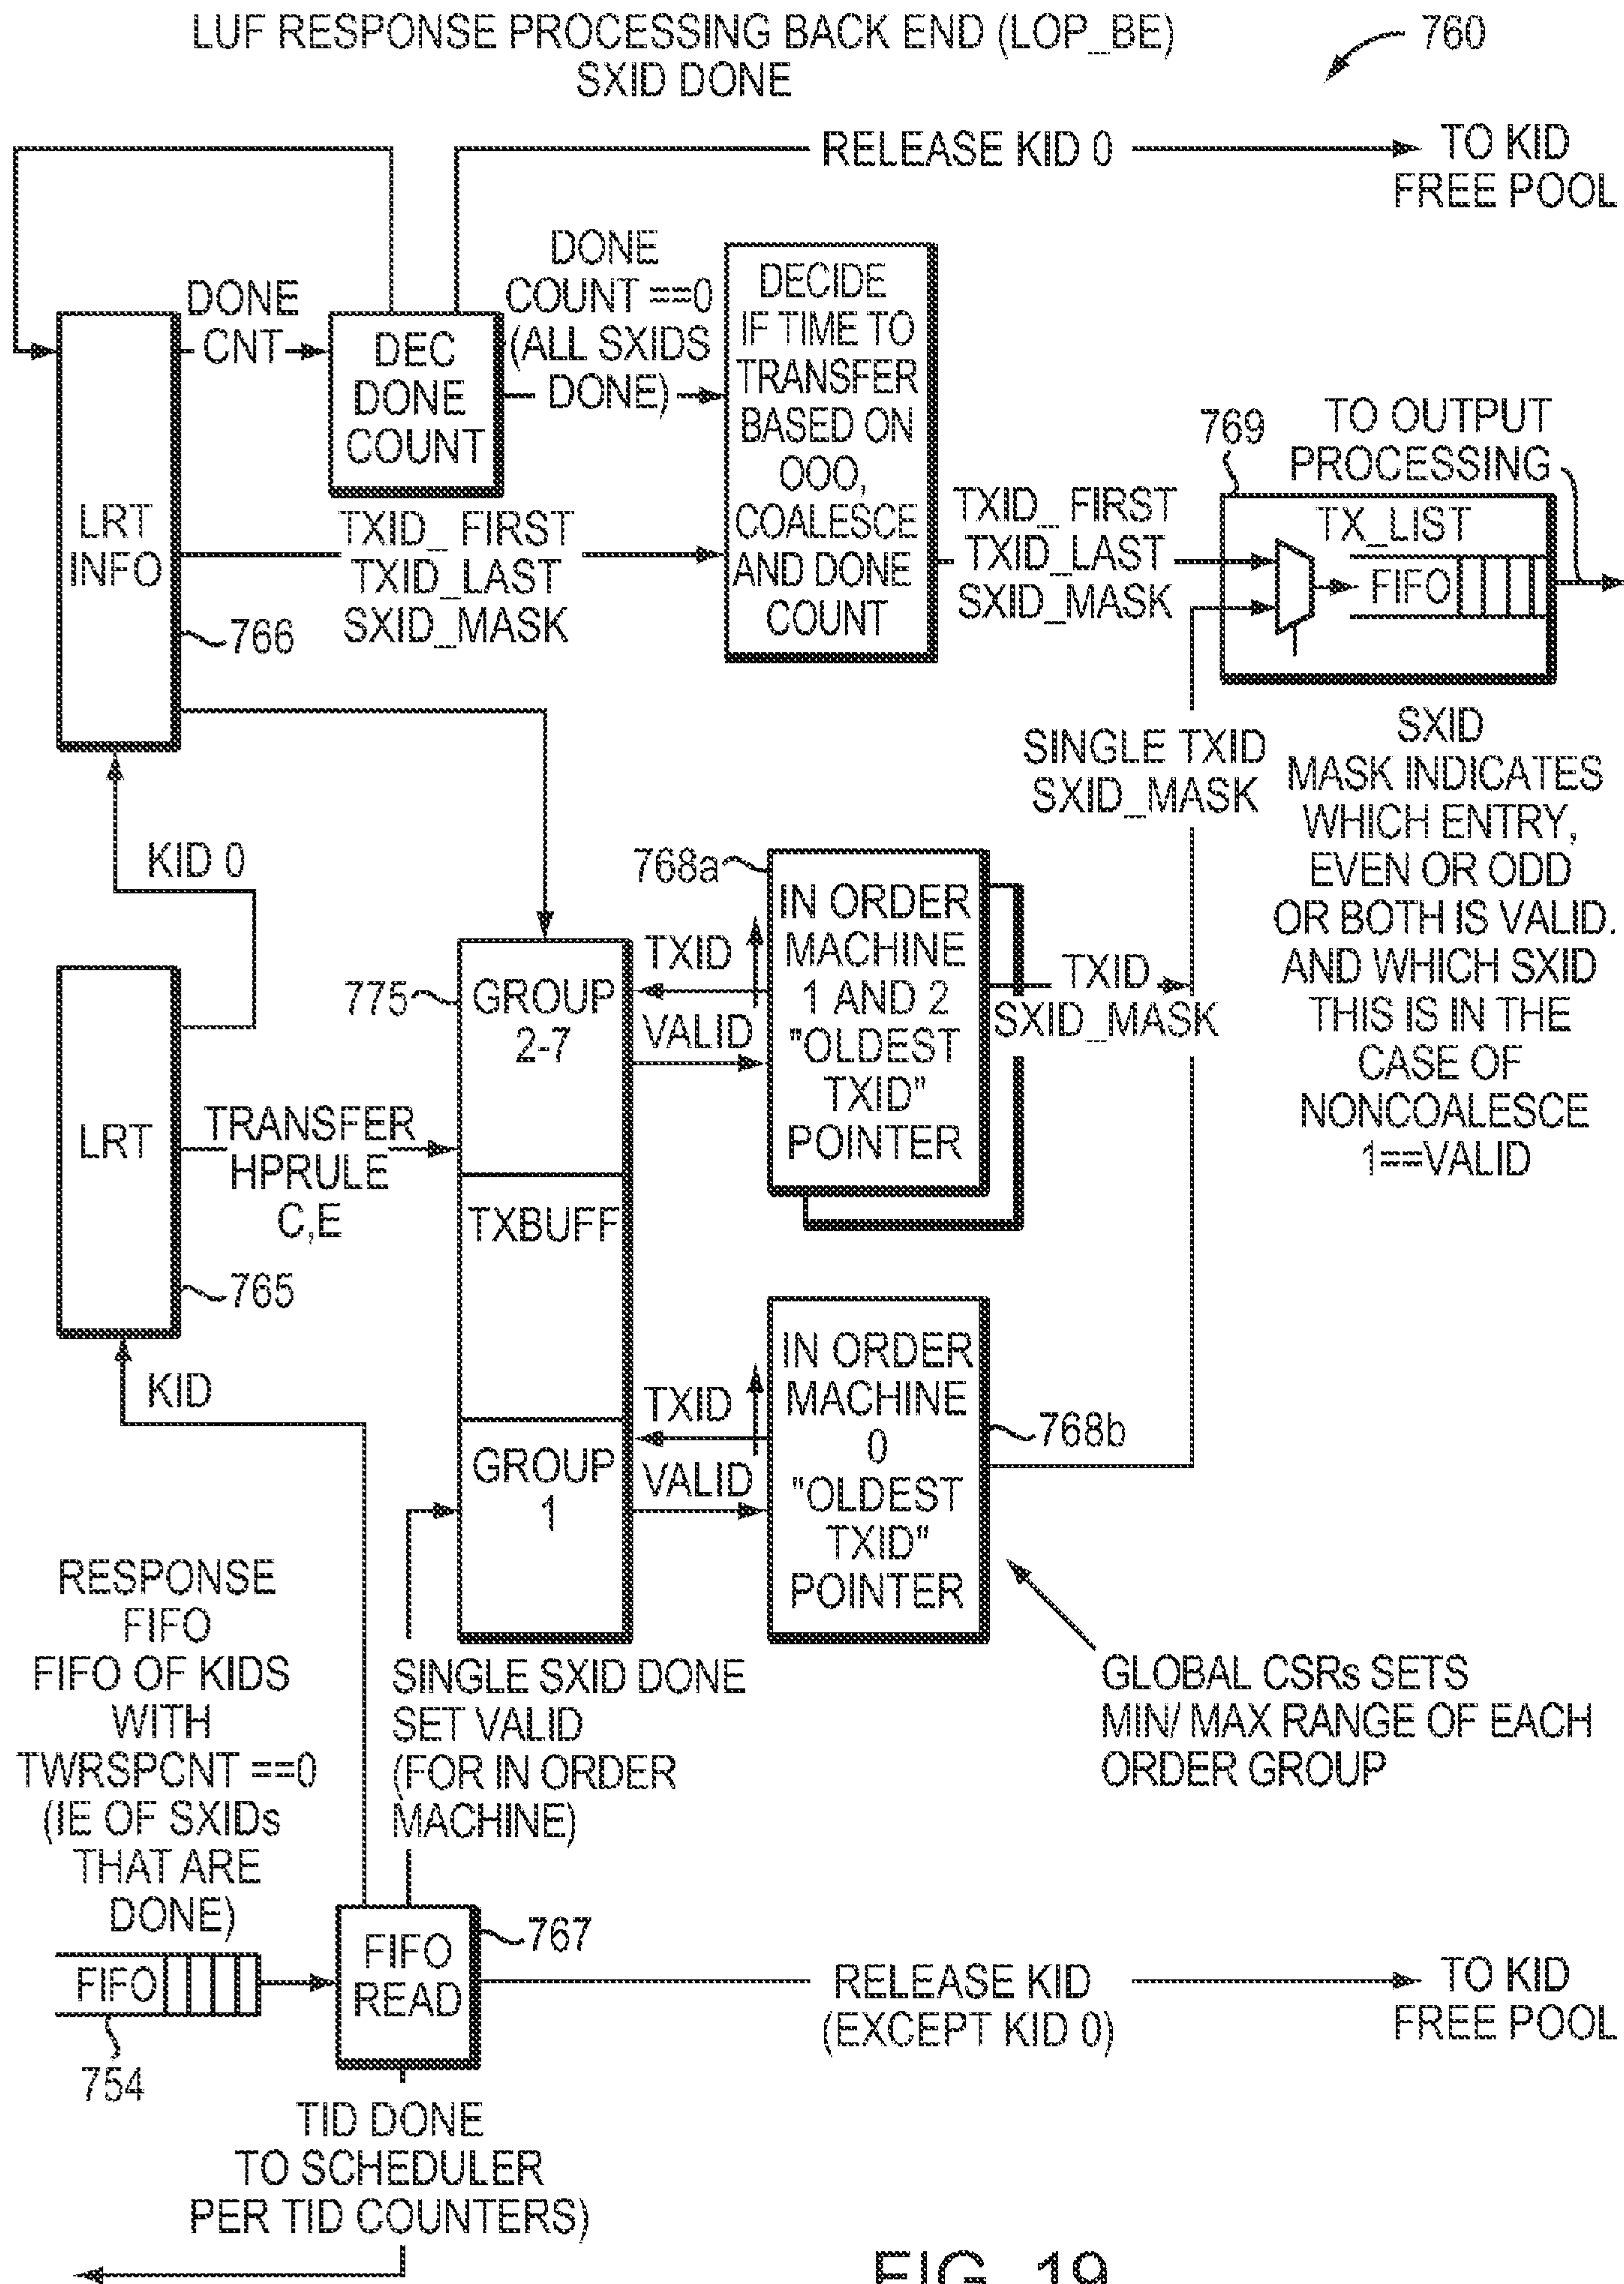 LUF RESPONSE PROCESSING BACK END (LOP_BE)
SXID DONE
760
RELEASE KID 0
TO KID
FREE POOL
DONE
CNT
DEC
DONE
COUNT
DONE
COUNT ==0
(ALL SXIDS
DONE)
DECIDE
IF TIME TO
TRANSFER
BASED ON
OOO,
COALESCE
AND DONE
COUNT
LRT
INFO
766
TXID_ FIRST
TXID_LAST
SXID_MASK
TXID_ FIRST
TXID_LAST
SXID_MASK
769
TO OUTPUT
PROCESSING
TX_LIST
FIFO
SINGLE TXID
SXID_MASK
SXID
MASK INDICATES
WHICH ENTRY,
EVEN OR ODD
OR BOTH IS VALID.
AND WHICH SXID
THIS IS IN THE
CASE OF
NONCOALESCE
1==VALID
KID 0
LRT
765
TRANSFER
HPRULE
C,E
KID
775
GROUP
2-7
TXBUFF
GROUP
1
TXID
VALID
768a
IN ORDER
MACHINE
1 AND 2
"OLDEST
TXID"
POINTER
TXID
SXID_MASK
TXID
VALID
IN ORDER
MACHINE
0
"OLDEST
TXID"
POINTER
768b
GLOBAL CSRs SETS
MIN/ MAX RANGE OF EACH
ORDER GROUP
RESPONSE
FIFO
FIFO OF KIDS
WITH
TWRSPCNT ==0
(IE OF SXIDs
THAT ARE
DONE)
SINGLE SXID DONE
SET VALID
(FOR IN ORDER
MACHINE)
FIFO
754
FIFO
READ
767
RELEASE KID
(EXCEPT KID 0)
TO KID
FREE POOL
TID DONE
TO SCHEDULER
PER TID COUNTERS)
FIG. 19